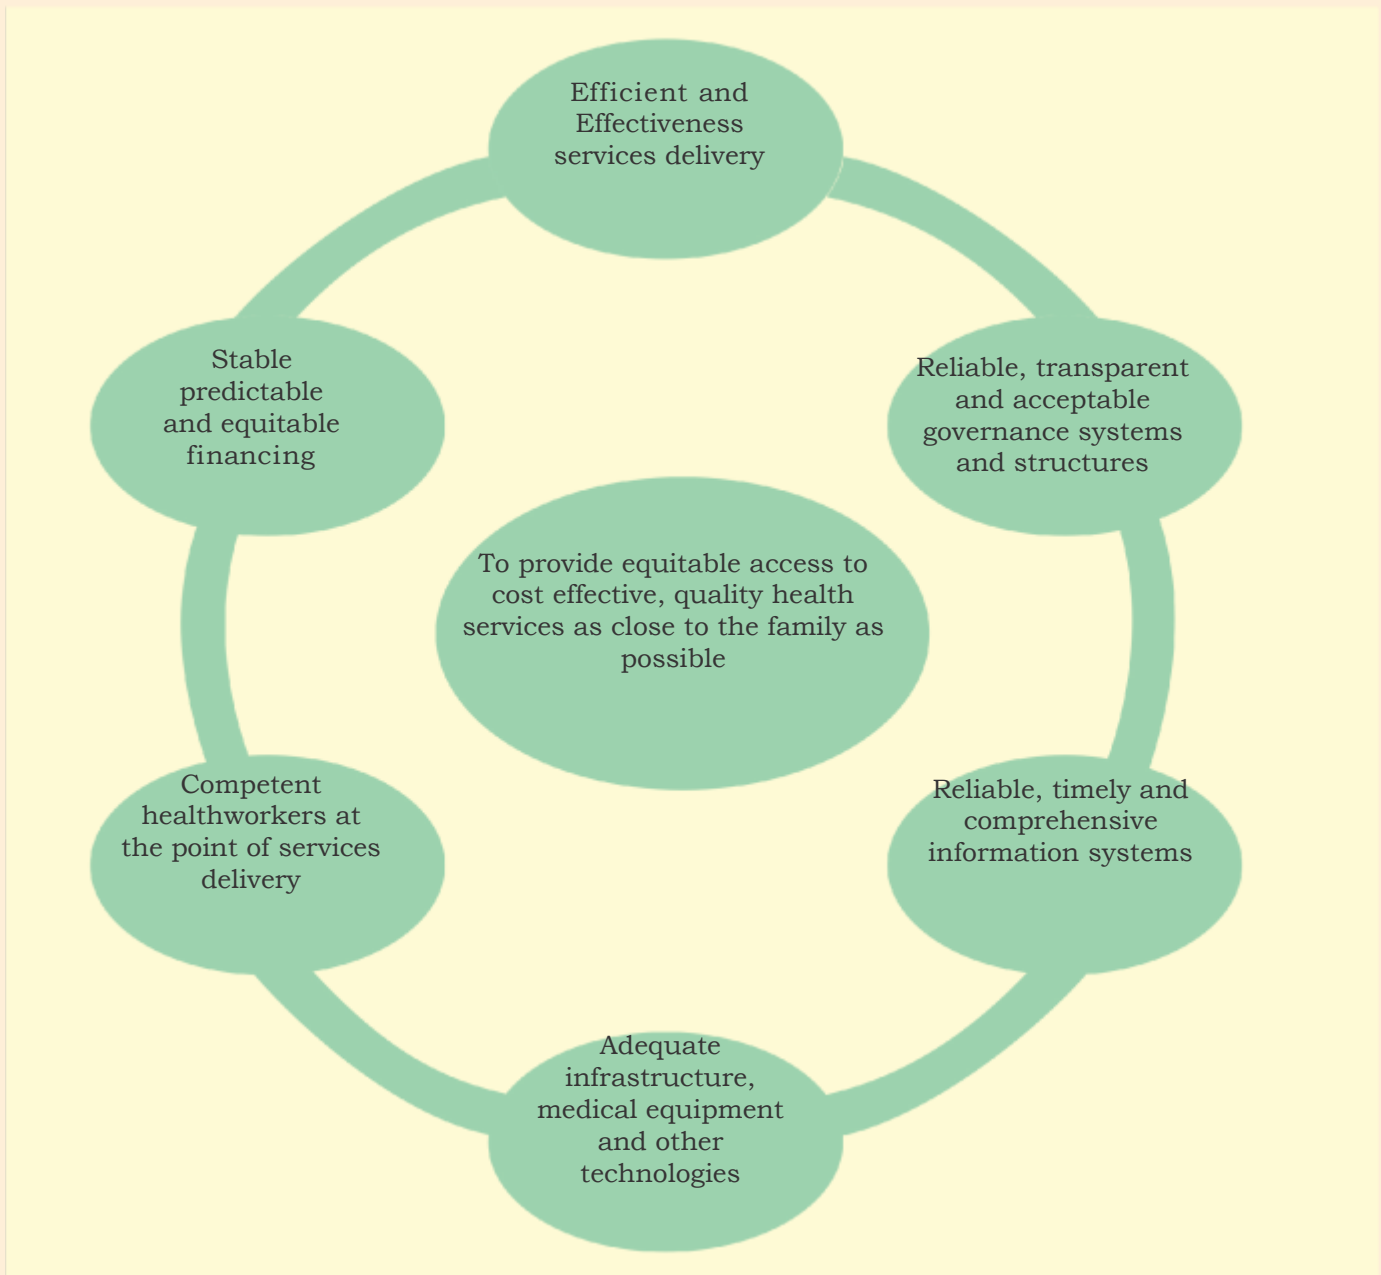 Efficient and
Effectiveness
services delivery
Stable
predictable
and equitable
financing
Reliable, transparent
and acceptable
governance systems
and structures
To provide equitable access to
cost effective, quality health
services as close to the family as
possible
Competent
healthworkers at
the point of services
delivery
Reliable, timely and
comprehensive
information systems
Adequate
infrastructure,
medical equipment
and other
technologies